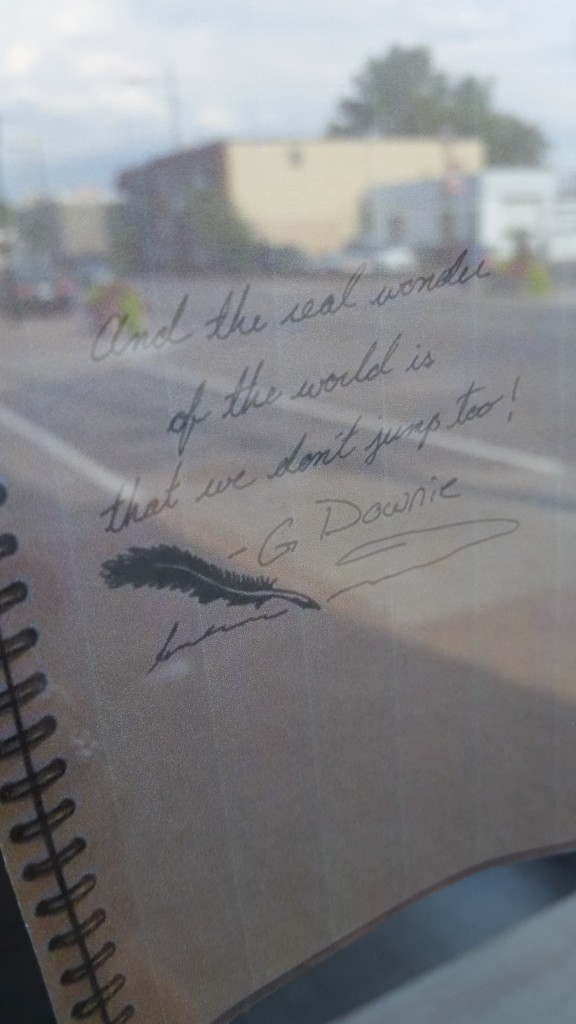 And the real wonder
of the world is
that we don't jump too!
- G Downie